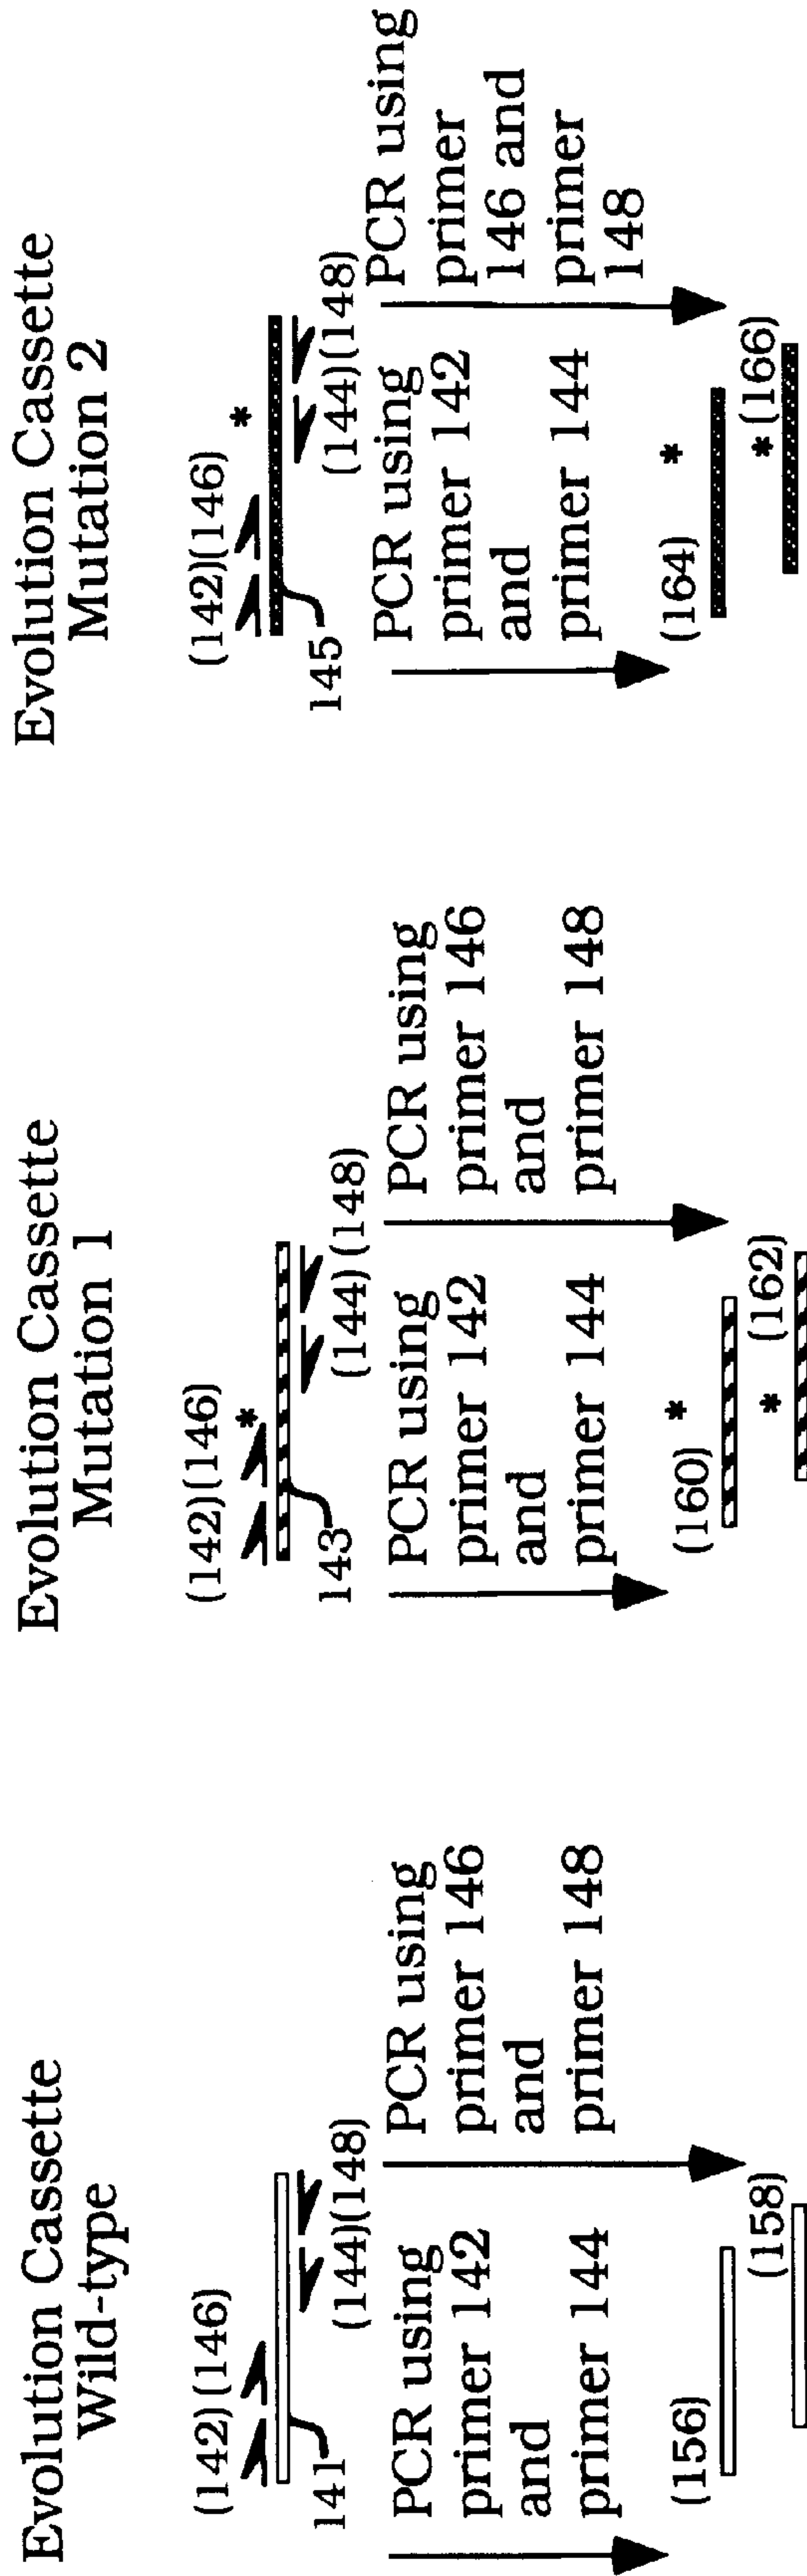 Evolution Cassette
Wild-type
(142) (146)
141
(144)(148)
PCR using
primer 142
and
primer 144
PCR using
primer 146
and
primer 148
(156)
(158)
Evolution Cassette
Mutation 1
(142)(146)
*
143
(144) (148)
PCR using
primer 142
and
primer 144
PCR using
primer 146
and
primer 148
(160) *
* (162)
Evolution Cassette
Mutation 2
(142)(146)
*
145
(144)(148)
PCR using
primer 142
and
primer 144
PCR using
primer
146 and
primer
148
(164) *
* (166)